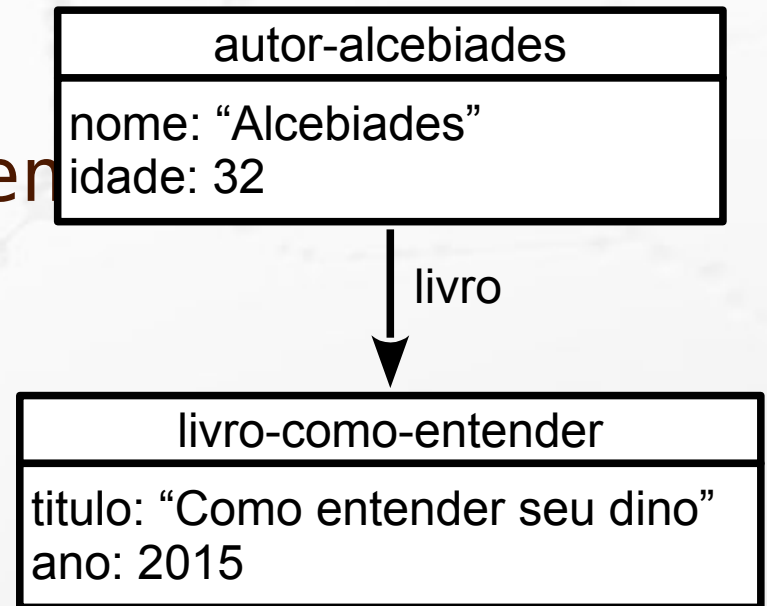 autor-alcebiades
nome: “Alcebiades”
idade: 32
livro
livro-como-entender
titulo: “Como entender seu dino”
ano: 2015